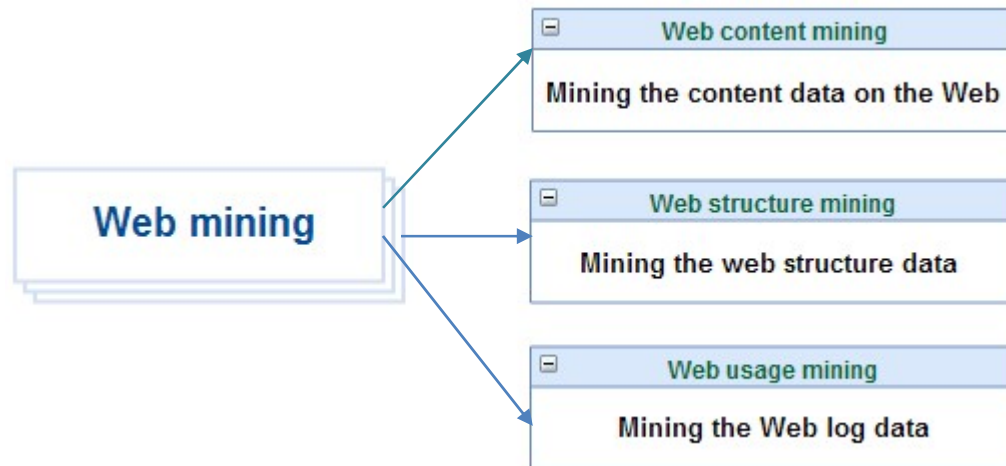 Web content mining
Mining the content data on the Web
Web mining
Web structure mining
Mining the web structure data
Web usage mining
Mining the Web log data